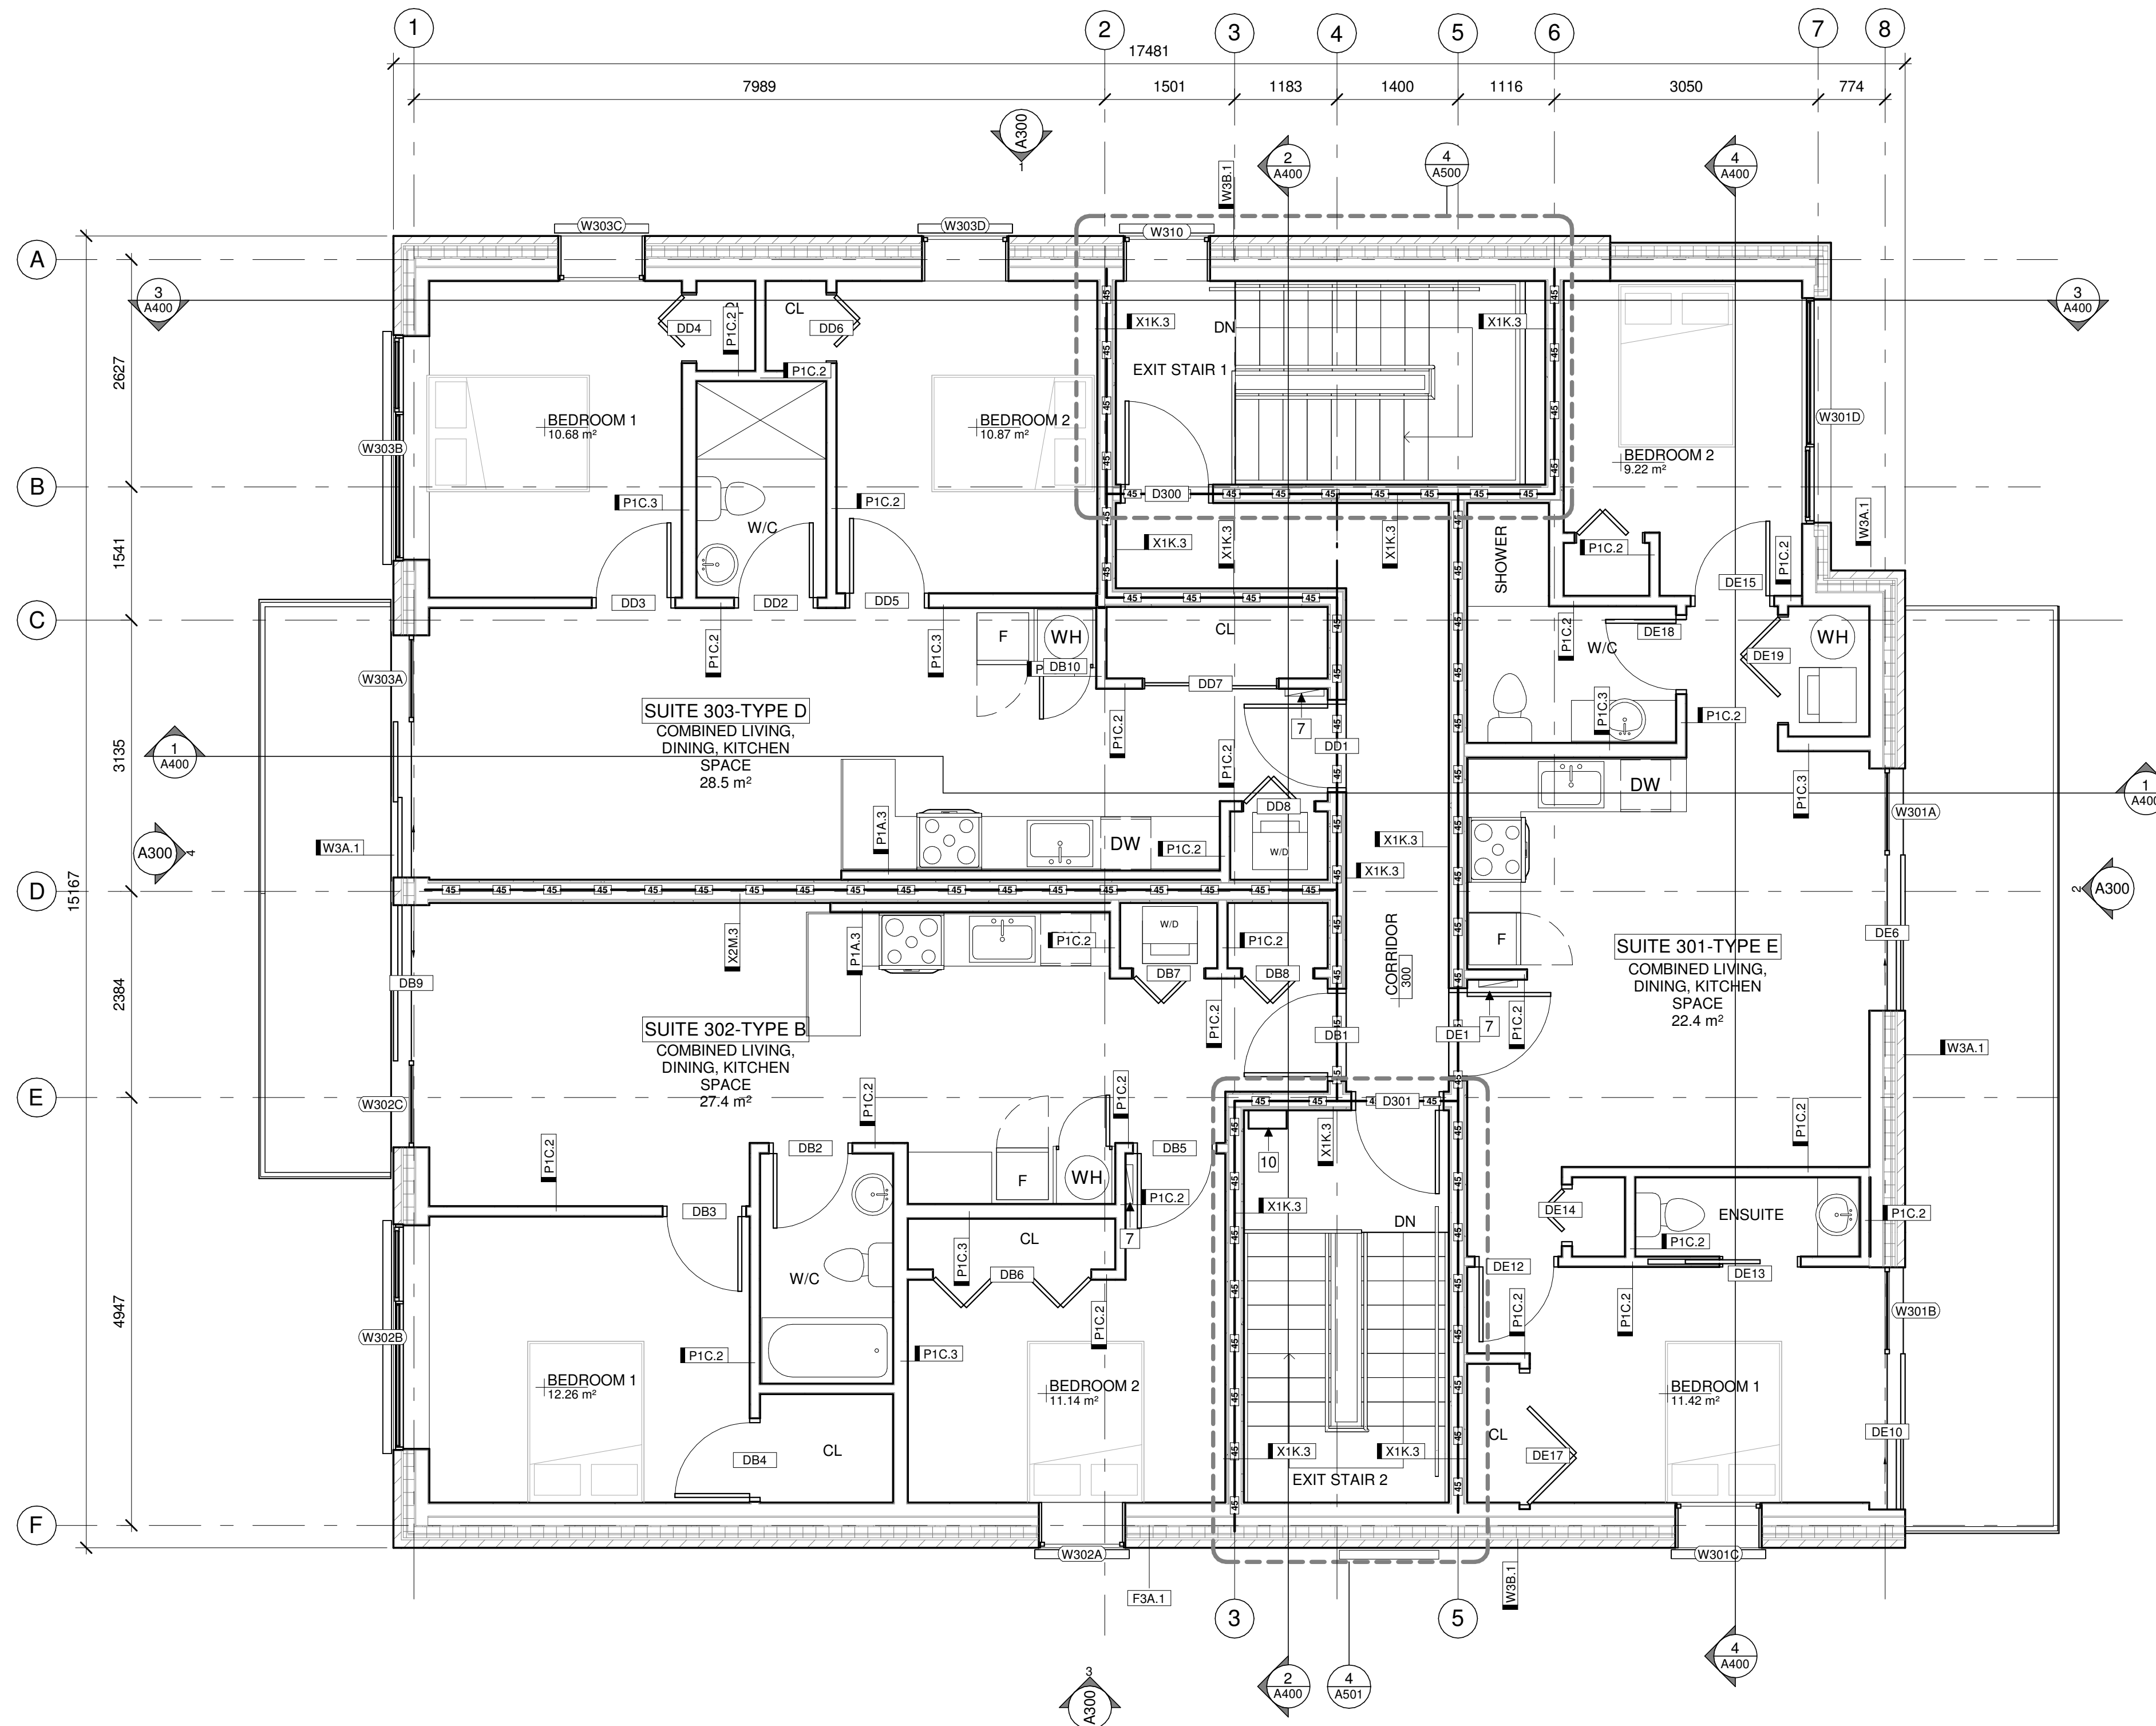 1
2
3
4
5
6
7
8
17481
7989
1501
1183
1400
1116
3050
774
A300
1
W3B.1
2
A400
4
A500
4
A400
W303C
W303D
W310
A
3
A400
3
A400
45
X1K.3
X1K.3
CL
DD4
P1C.2
CL
DD6
DN
EXIT STAIR 1
P1C.2
2627
BEDROOM 1
10.68 m²
BEDROOM 2
10.87 m²
W303B
W301D
BEDROOM 2
9.22 m²
B
P1C.3
P1C.2
D300
45
W/C
X1K.3
X1K.3
X1K.3
SHOWER
P1C.2
P1C.2
W3A.1
1541
DE15
DD3
DD2
DD5
45
C
P1C.2
P1C.3
F
WH
DB10
CL
P1C.2
DE18
W/C
DE19
WH
W303A
DD7
P1C.2
P1C.2
7
DD1
P1C.3
P1C.2
P1C.3
SUITE 303-TYPE D
COMBINED LIVING,
DINING, KITCHEN
SPACE
28.5 m²
3135
1
A400
1
DD8
W/D
DW
W301A
P1A.3
DW
P1C.2
X1K.3
X1K.3
W3A.1
A300
4
15167
D
45
2
A300
X2M.3
P1A.3
P1C.2
W/D
P1C.2
CORRIDOR
300
F
SUITE 301-TYPE E
COMBINED LIVING,
DINING, KITCHEN
SPACE
22.4 m²
DE6
DB9
DB7
DB8
2384
P1C.2
SUITE 302-TYPE B
COMBINED LIVING,
DINING, KITCHEN
SPACE
27.4 m²
DB1
DE1
7
P1C.2
W3A.1
E
W302C
P1C.2
P1C.2
45
D301
45
P1C.2
P1C.2
DB2
DB5
10
X1K.3
F
WH
P1C.2
X1K.3
DB3
7
DN
DE14
ENSUITE
P1C.2
P1C.2
CL
P1C.3
DB6
W/C
DE12
DE13
P1C.2
P1C.2
4947
W302B
P1C.2
P1C.2
P1C.3
W301B
BEDROOM 1
12.26 m²
BEDROOM 2
11.14 m²
BEDROOM 1
11.42 m²
DB4
CL
X1K.3
X1K.3
EXIT STAIR 2
CL
DE17
DE10
F
W302A
W301C
F3A.1
W3B.1
3
5
3
A300
2
A400
4
A501
4
A400